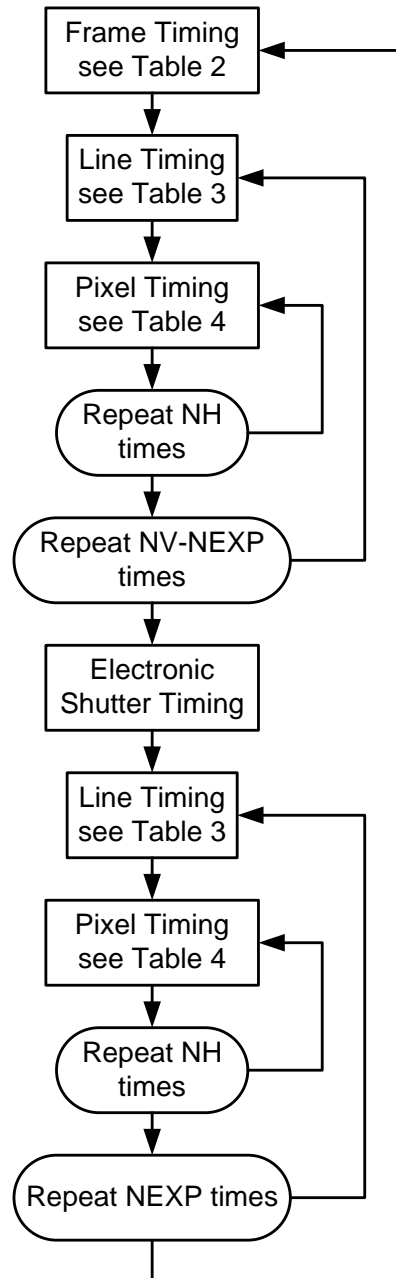 Frame Timing
see Table 2
Line Timing
see Table 3
Pixel Timing
see Table 4
Repeat NH
times
Repeat NV-NEXP
times
Electronic
Shutter Timing
Line Timing
see Table 3
Pixel Timing
see Table 4
Repeat NH
times
Repeat NEXP times